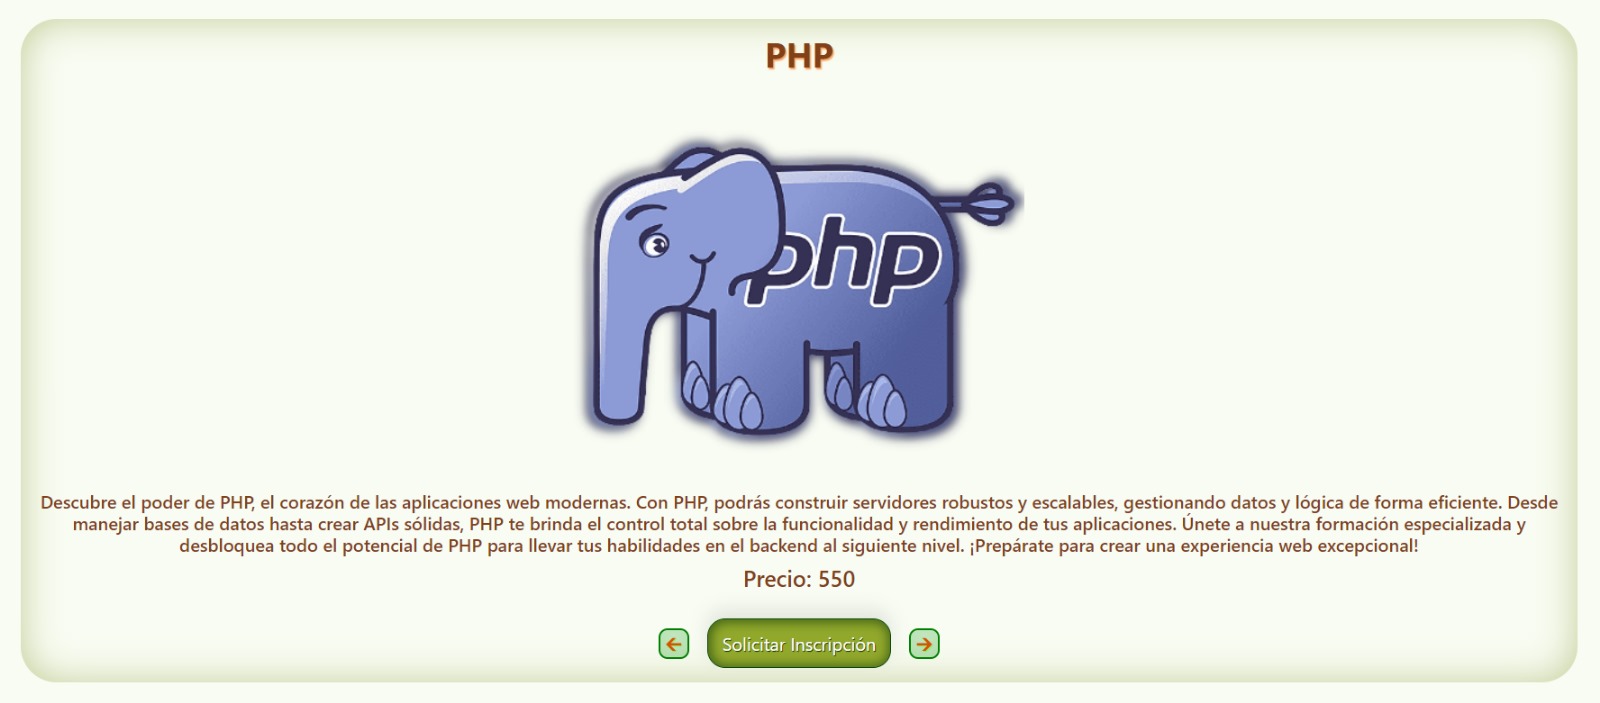 PHP
php
Descubre el poder de PHP, el corazón de las aplicaciones web modernas. Con PHP, podrás construir servidores robustos y escalables, gestionando datos y lógica de forma eficiente. Desde
manejar bases de datos hasta crear APIs sólidas, PHP te brinda el control total sobre la funcionalidad y rendimiento de tus aplicaciones. Únete a nuestra formación especializada y
desbloquea todo el potencial de PHP para llevar tus habilidades en el backend al siguiente nivel. ¡Prepárate para crear una experiencia web excepcional!
Precio: 550
Solicitar Inscripción